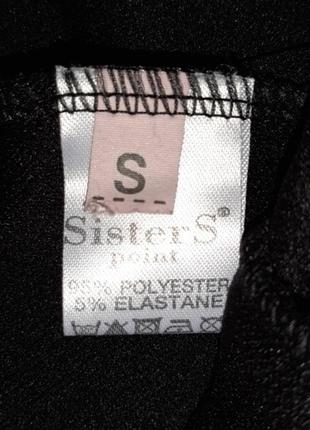 S
SisterS®
point
95% POLYESTER
5% ELASTANE